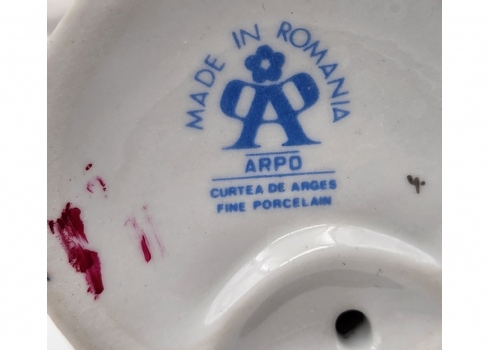 MADE IN ROMANIA
ARPO
CURTEA DE ARGES
FINE PORCELAIN